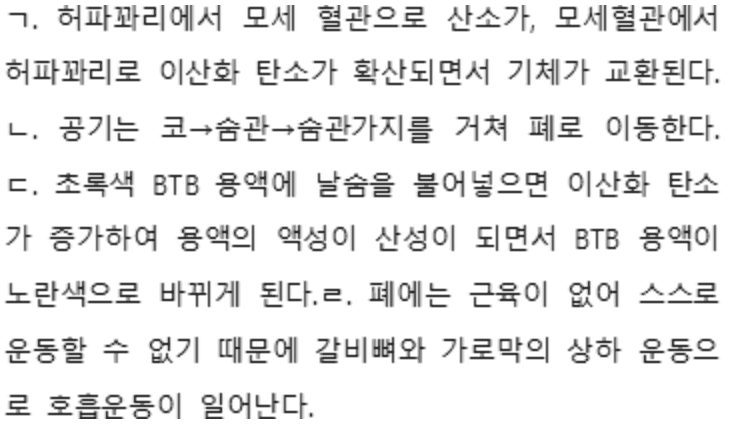 ㄱ. 허파꽈리에서 모세 혈관으로 산소가, 모세혈관에서
허파꽈리로 이산화 탄소가 확산되면서 기체가 교환된다.
ㄴ. 공기는 코→숨관→숨관가지를 거쳐 폐로 이동한다.
ㄷ. 초록색 BTB 용액에 날숨을 불어넣으면 이산화 탄소
가 증가하여 용액의 액성이 산성이 되면서 BTB 용액이
노란색으로 바뀌게 된다.ㄹ. 폐에는 근육이 없어 스스로
운동할 수 없기 때문에 갈비뼈와 가로막의 상하 운동으
로 호흡운동이 일어난다.